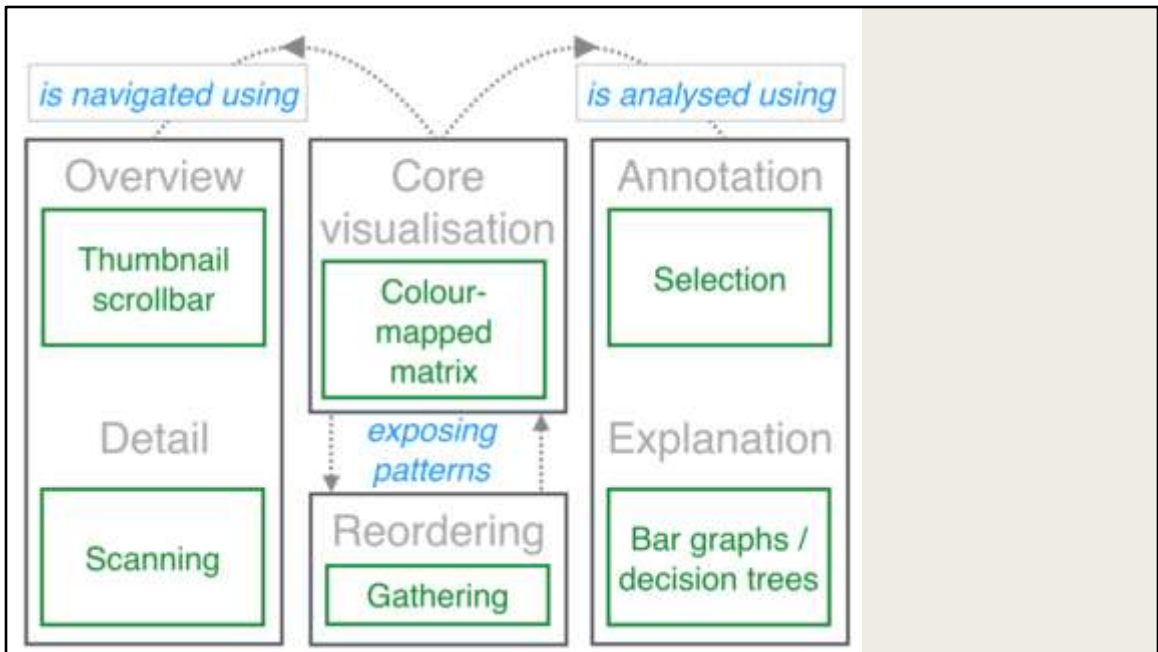 is navigated using
is analysed using
Overview
Thumbnail
scrollbar
Detail
Scanning
Core
visualisation
Colour-
mapped
matrix
exposing
patterns
Reordering
Gathering
Annotation
Selection
Explanation
Bar graphs /
decision trees